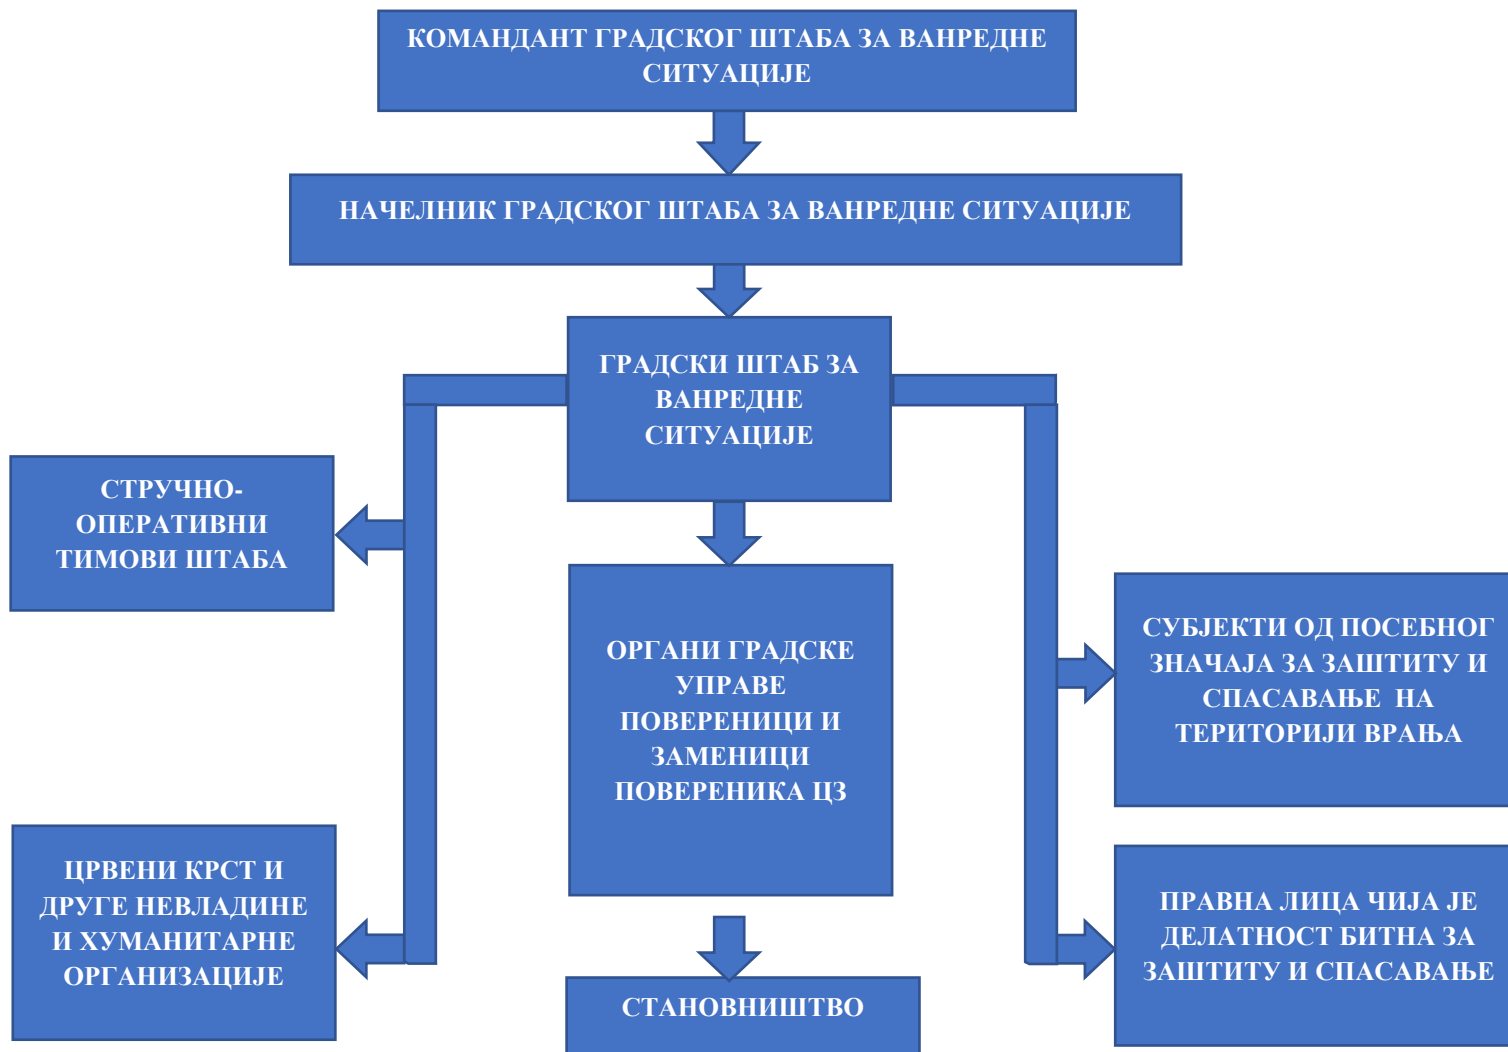 КОМАНДАНТ ГРАДСКОГ ШТАБА ЗА ВАНРЕДНЕ
СИТУАЦИЈЕ
НАЧЕЛНИК ГРАДСКОГ ШТАБА ЗА ВАНРЕДНЕ СИТУАЦИЈЕ
ГРАДСКИ ШТАБ ЗА
ВАНРЕДНЕ
СИТУАЦИЈЕ
СТРУЧНО-
ОПЕРАТИВНИ
ТИМОВИ ШТАБА
ОРГАНИ ГРАДСКЕ
УПРАВЕ
ПОВЕРЕНИЦИ И
ЗАМЕНИЦИ
ПОВЕРЕНИКА ЦЗ
СУБЈЕКТИ ОД ПОСЕБНОГ
ЗНАЧАЈА ЗА ЗАШТИТУ И
СПАСАВАЊЕ НА
ТЕРИТОРИЈИ ВРАЊА
ЦРВЕНИ КРСТ И
ДРУГЕ НЕВЛАДИНЕ
И ХУМАНИТАРНЕ
ОРГАНИЗАЦИЈЕ
ПРАВНА ЛИЦА ЧИЈА ЈЕ
ДЕЛАТНОСТ БИТНА ЗА
ЗАШТИТУ И СПАСАВАЊЕ
СТАНОВНИШТВО